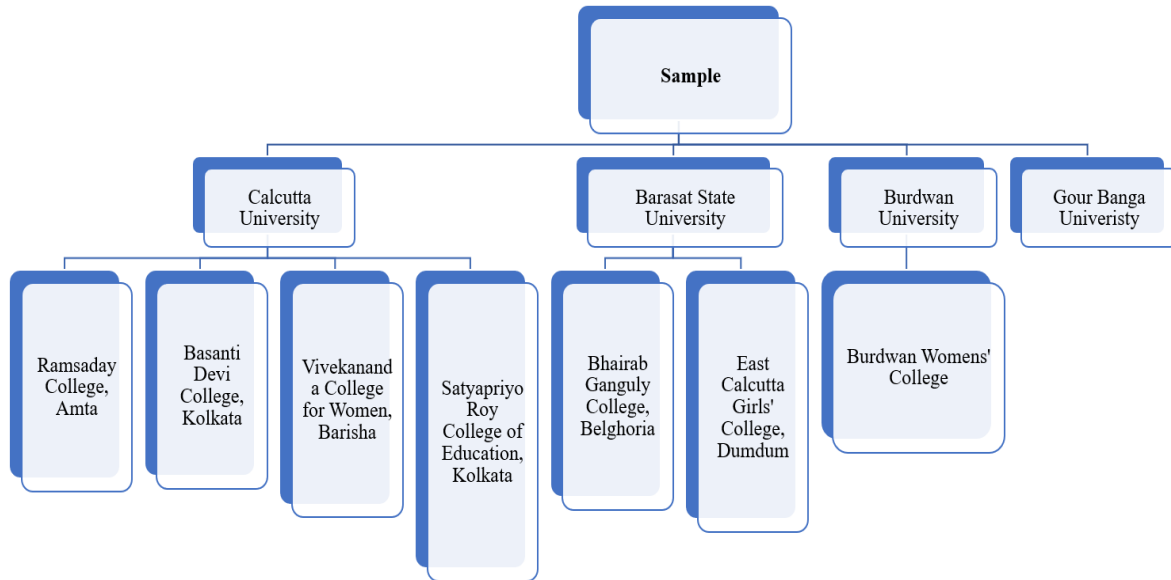 Sample
Calcutta
University
Barasat State
University
Burdwan
University
Gour Banga
Univeristy
Ramsaday
College,
Amta
Basanti
Devi
College,
Kolkata
Vivekanand
a College
for Women,
Barisha
Satyapriyo
Roy
College of
Education,
Kolkata
Bhairab
Ganguly
College,
Belghoria
East
Calcutta
Girls'
College,
Dumdum
Burdwan Womens'
College